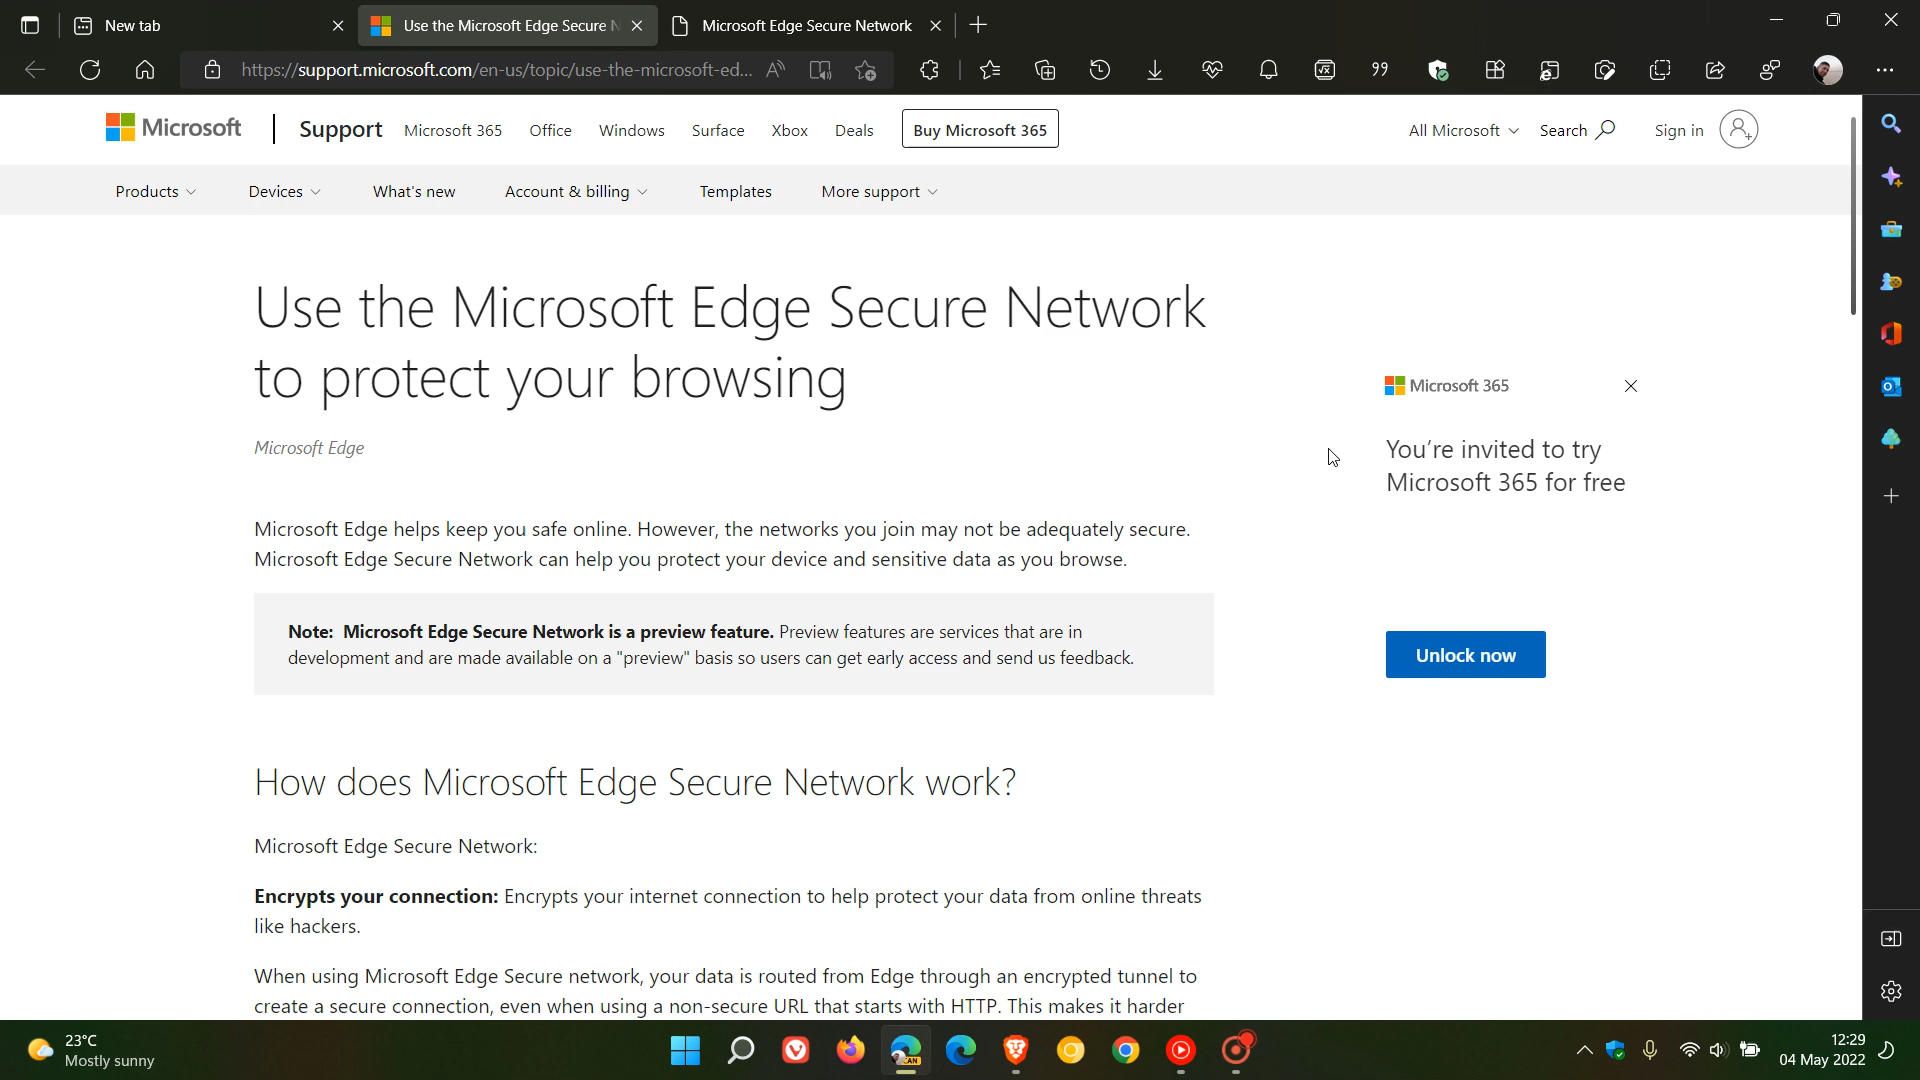 New tab
Use the Microsoft Edge Secure N
Microsoft Edge Secure Network
https://support.microsoft.com/en-us/topic/use-the-microsoft-ed...
Microsoft
Support
Microsoft 365
Office
Windows
Surface
Xbox
Deals
Buy Microsoft 365
All Microsoft
Search
Sign in
Products
Devices
What's new
Account & billing
Templates
More support
Use the Microsoft Edge Secure Network
to protect your browsing
Microsoft Edge
Microsoft 365
You're invited to try
Microsoft 365 for free
Unlock now
Microsoft Edge helps keep you safe online. However, the networks you join may not be adequately secure.
Microsoft Edge Secure Network can help you protect your device and sensitive data as you browse.
Note: Microsoft Edge Secure Network is a preview feature. Preview features are services that are in
development and are made available on a "preview" basis so users can get early access and send us feedback.
How does Microsoft Edge Secure Network work?
Microsoft Edge Secure Network:
Encrypts your connection: Encrypts your internet connection to help protect your data from online threats
like hackers.
When using Microsoft Edge Secure network, your data is routed from Edge through an encrypted tunnel to
create a secure connection, even when using a non-secure URL that starts with HTTP. This makes it harder
23°C
Mostly sunny
CAN
12:29
04 May 2022